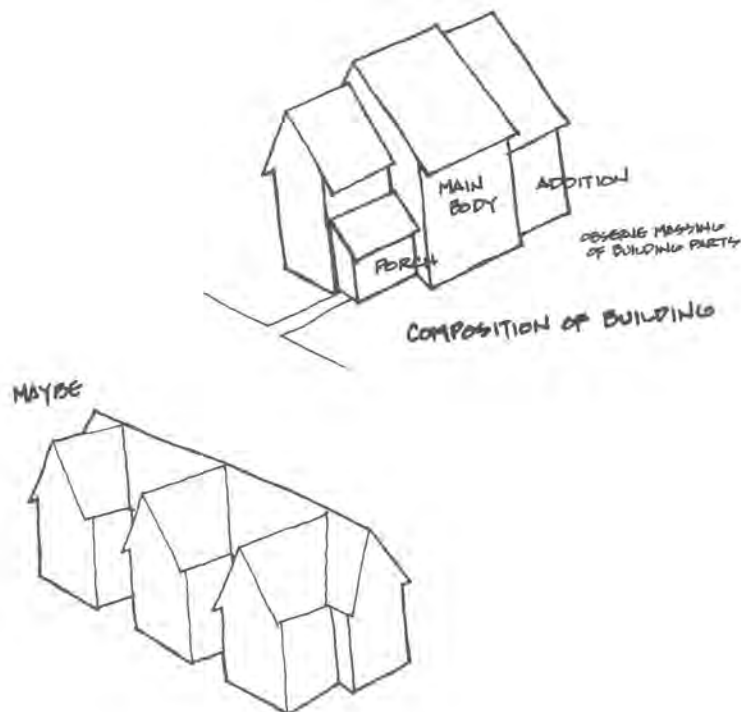 MAIN
BODY
ADDITION
PORCH
OBSERVE MASSING
OF BUILDING PARTS
COMPOSITION OF BUILDING
MAYBE